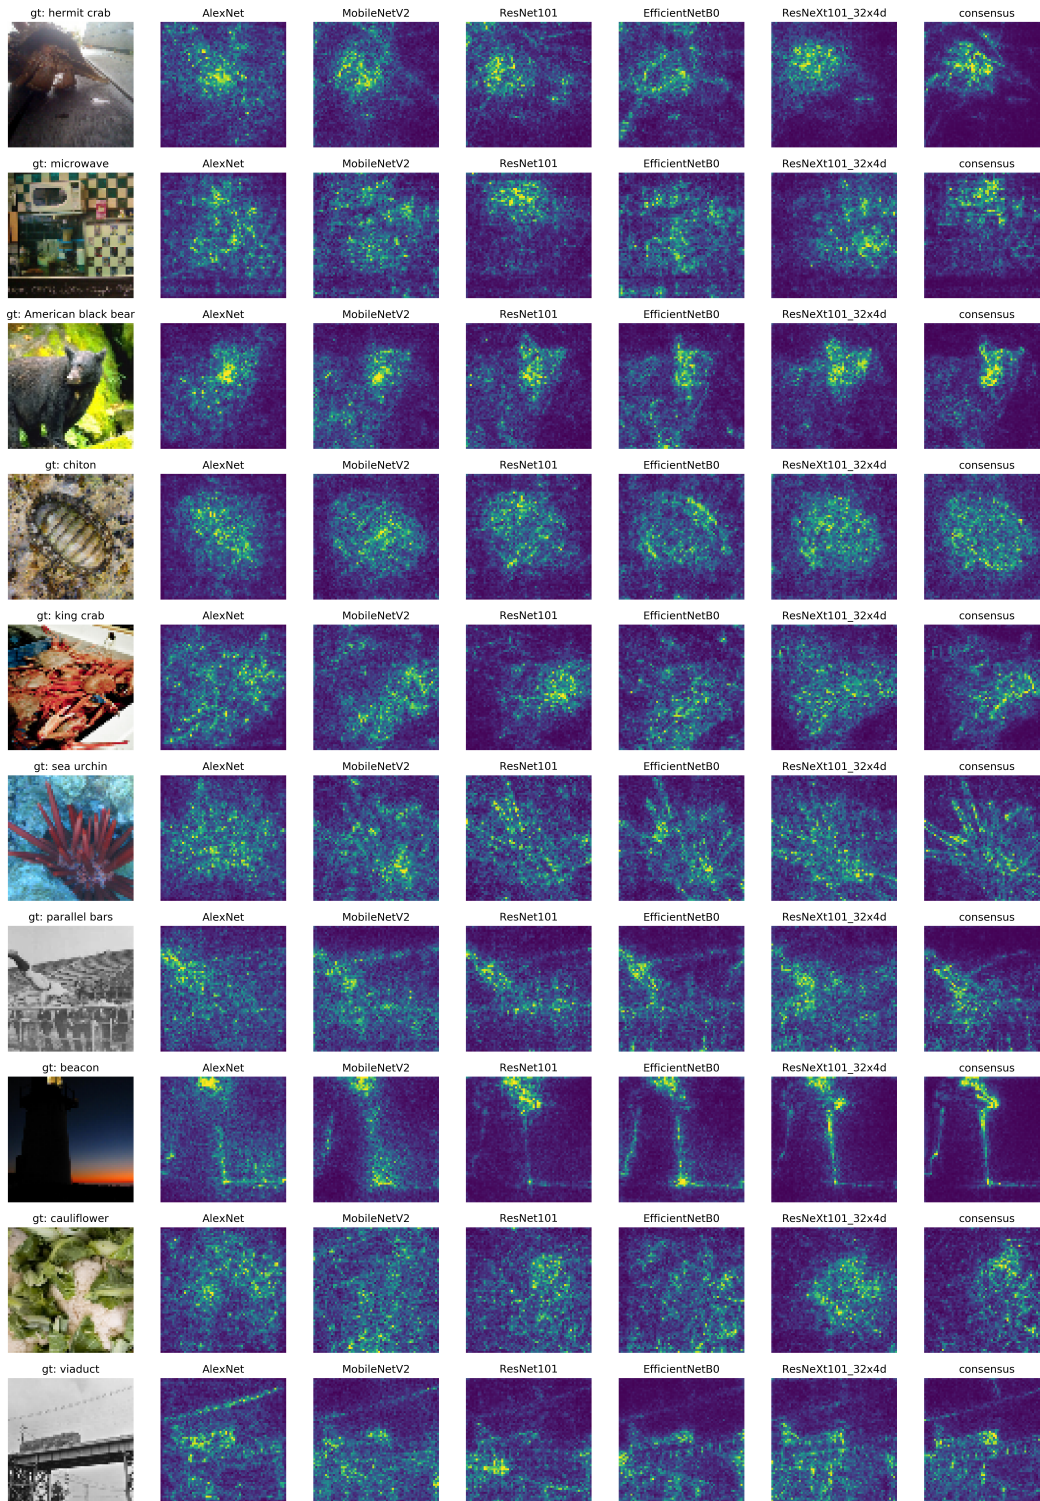 gt: hermit crab AlexNet MobileNetV2 ResNet101 EfficientNetB0 ResNeXt101_32x4d consensus
gt: microwave AlexNet MobileNetV2 ResNet101 EfficientNetB0 ResNeXt101_32x4d consensus
gt: American black bear AlexNet MobileNetV2 ResNet101 EfficientNetB0 ResNeXt101_32x4d consensus
gt: chiton AlexNet MobileNetV2 ResNet101 EfficientNetB0 ResNeXt101_32x4d consensus
gt: king crab AlexNet MobileNetV2 ResNet101 EfficientNetB0 ResNeXt101_32x4d consensus
gt: sea urchin AlexNet MobileNetV2 ResNet101 EfficientNetB0 ResNeXt101_32x4d consensus
gt: parallel bars AlexNet MobileNetV2 ResNet101 EfficientNetB0 ResNeXt101_32x4d consensus
gt: beacon AlexNet MobileNetV2 ResNet101 EfficientNetB0 ResNeXt101_32x4d consensus
gt: cauliflower AlexNet MobileNetV2 ResNet101 EfficientNetB0 ResNeXt101_32x4d consensus
gt: viaduct AlexNet MobileNetV2 ResNet101 EfficientNetB0 ResNeXt101_32x4d consensus